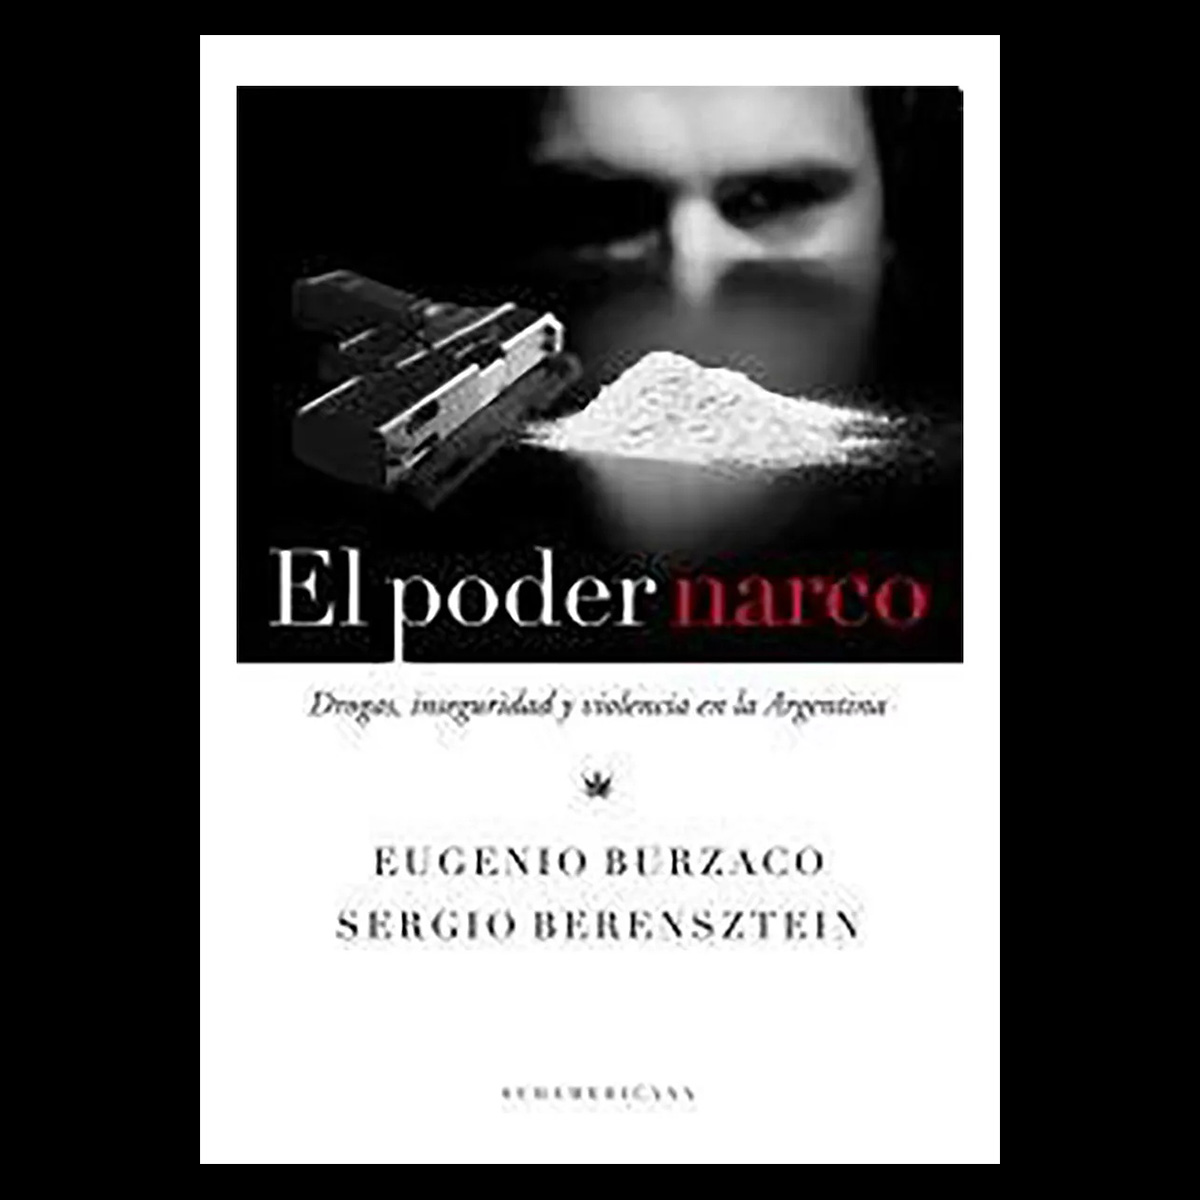 El poder narco
Drogas, inseguridad y violencia en la Argentina
EUGENIO BURZACO
SERGIO BERENSZTEIN
SUDAMERICANA